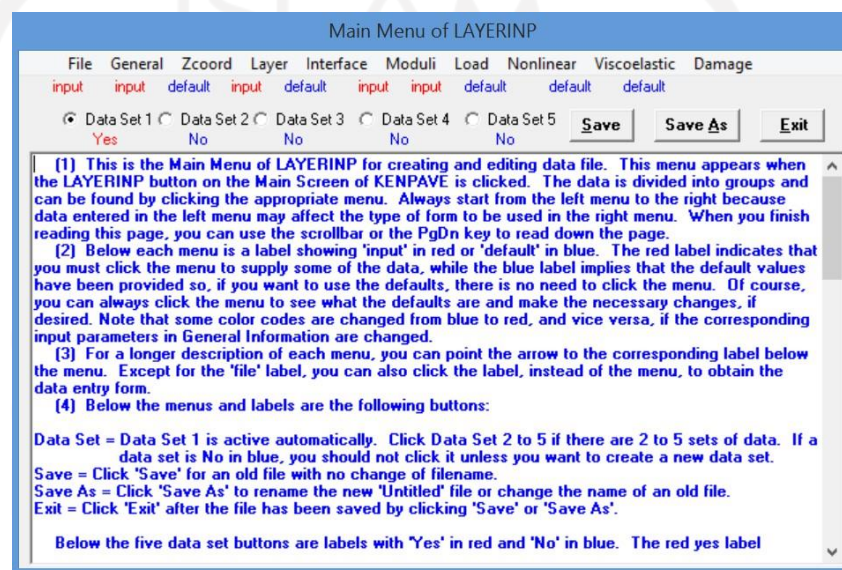 Main Menu of LAYERINP
File General Zcoord Layer Interface Moduli Load Nonlinear Viscoelastic Damage
input input default input default input input default default default
Data Set 1 Data Set 2 Data Set 3 Data Set 4 Data Set 5 Save Save As Exit
Yes No No No No
(1) This is the Main Menu of LAYERINP for creating and editing data file. This menu appears when
the LAYERINP button on the Main Screen of KENPAVE is clicked. The data is divided into groups and
can be found by clicking the appropriate menu. Always start from the left menu to the right because
data entered in the left menu may affect the type of form to be used in the right menu. When you finish
reading this page, you can use the scrollbar or the PgDn key to read down the page.
(2) Below each menu is a label showing 'input' in red or 'default' in blue. The red label indicates that
you must click the menu to supply some of the data, while the blue label implies that the default values
have been provided so, if you want to use the defaults, there is no need to click the menu. Of course,
you can always click the menu to see what the defaults are and make the necessary changes, if
desired. Note that some color codes are changed from blue to red, and vice versa, if the corresponding
input parameters in General Information are changed.
(3) For a longer description of each menu, you can point the arrow to the corresponding label below
the menu. Except for the 'file' label, you can also click the label, instead of the menu, to obtain the
data entry form.
(4) Below the menus and labels are the following buttons:
Data Set = Data Set 1 is active automatically. Click Data Set 2 to 5 if there are 2 to 5 sets of data. If a
data set is No in blue, you should not click it unless you want to create a new data set.
Save = Click 'Save' for an old file with no change of filename.
Save As = Click 'Save As' to rename the new 'Untitled' file or change the name of an old file.
Exit = Click 'Exit' after the file has been saved by clicking 'Save' or 'Save As'.
Below the five data set buttons are labels with 'Yes' in red and 'No' in blue. The red yes label